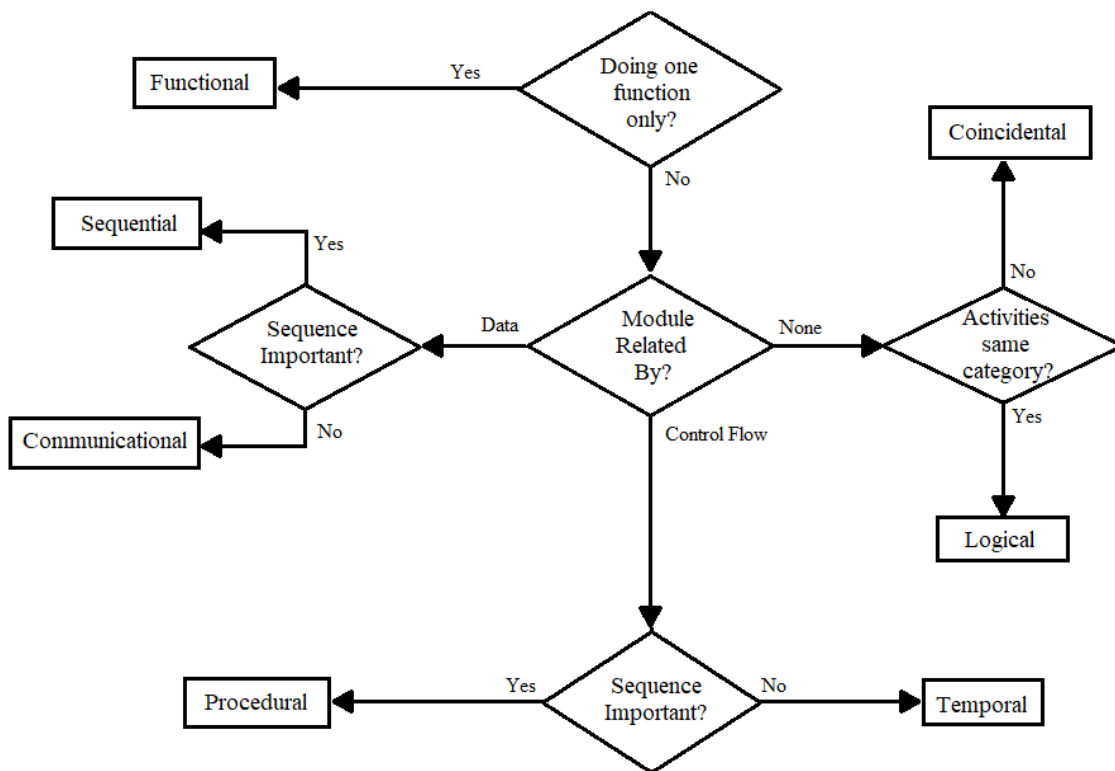 Doing one
function
only?
Yes
Functional
No
Coincidental
Sequential
Yes
No
Sequence
Important?
Data
Module
Related
By?
None
Activities
same
category?
Communicational
No
Control Flow
Yes
Logical
Procedural
Yes
Sequence
Important?
No
Temporal